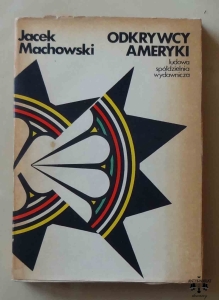 Jacek
Machowski
ODKRYWCY
AMERYKI
ludowa
spółdzielnia
wydawnicza